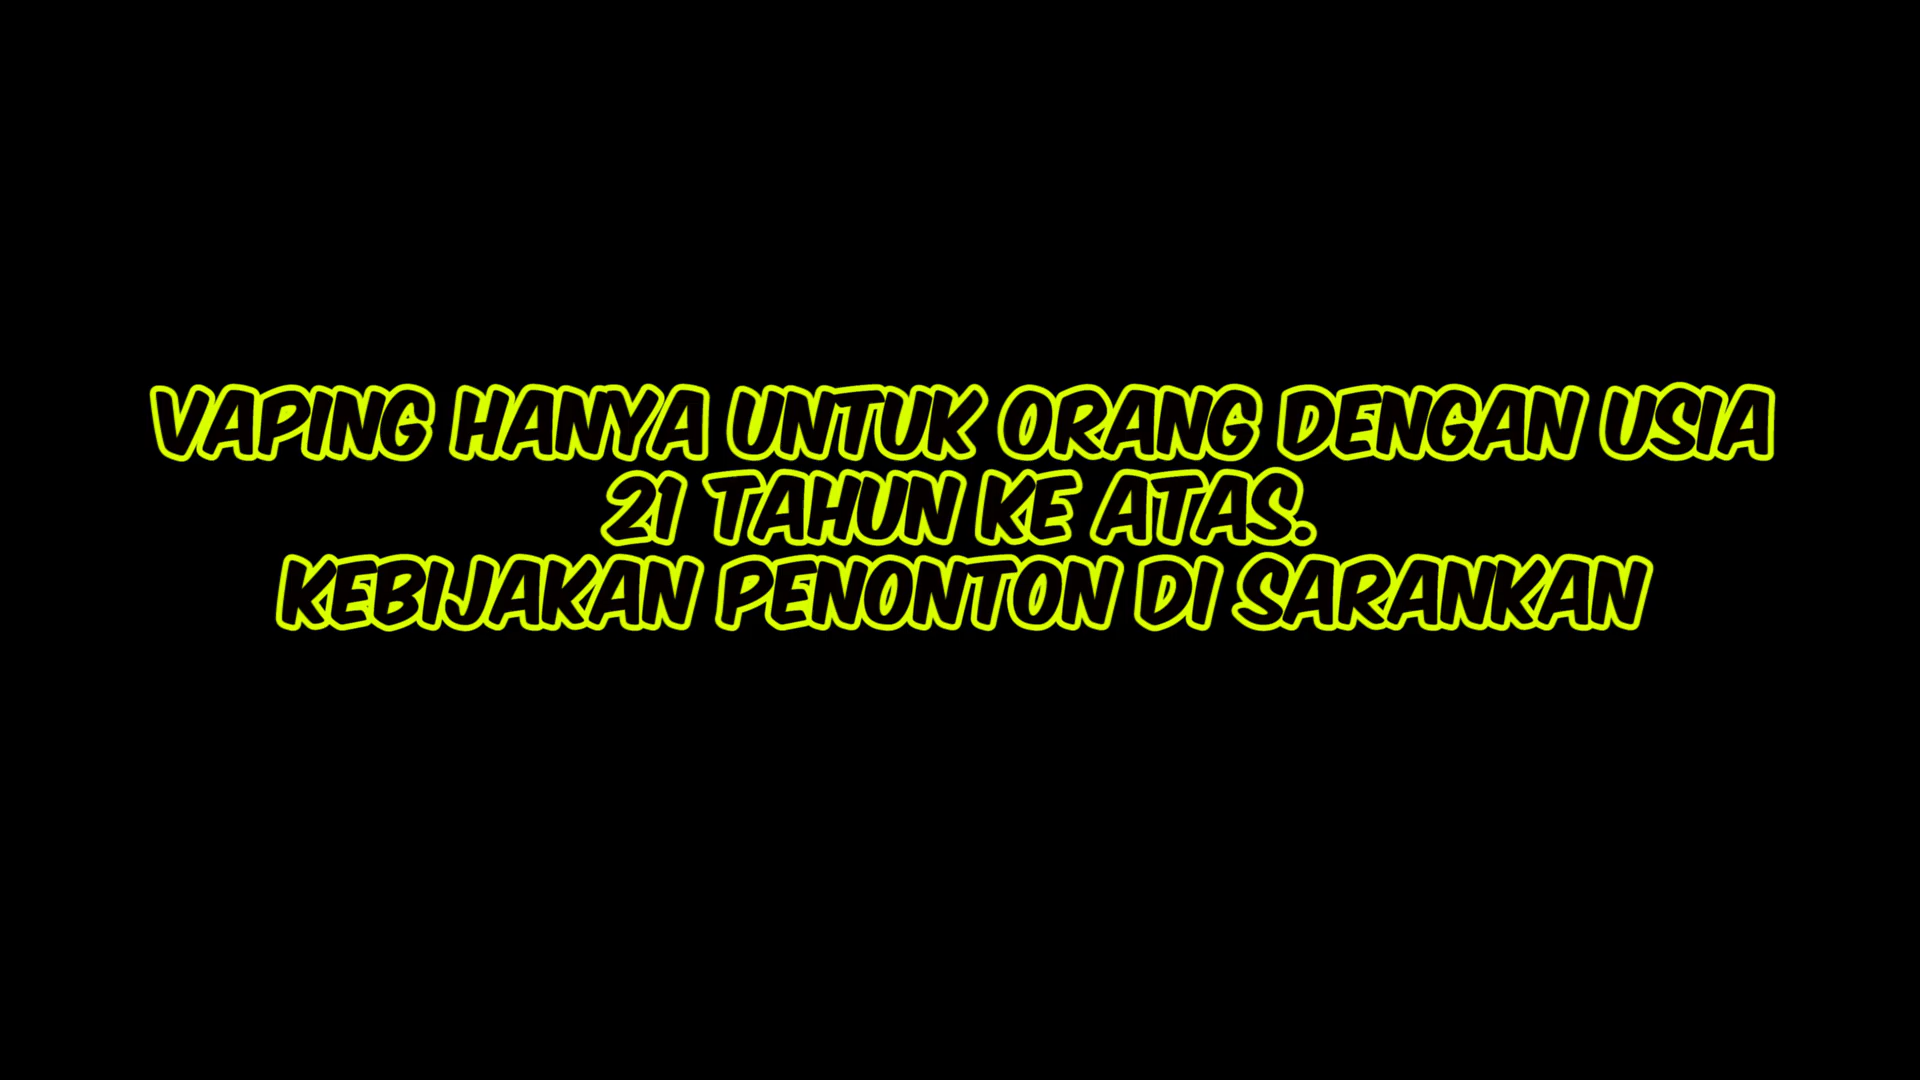 VAPING HANYA UNTUK ORANG DENGAN USIA
21 TAHUN KE ATAS.
KEBIJAKAN PENONTON DI SARANKAN